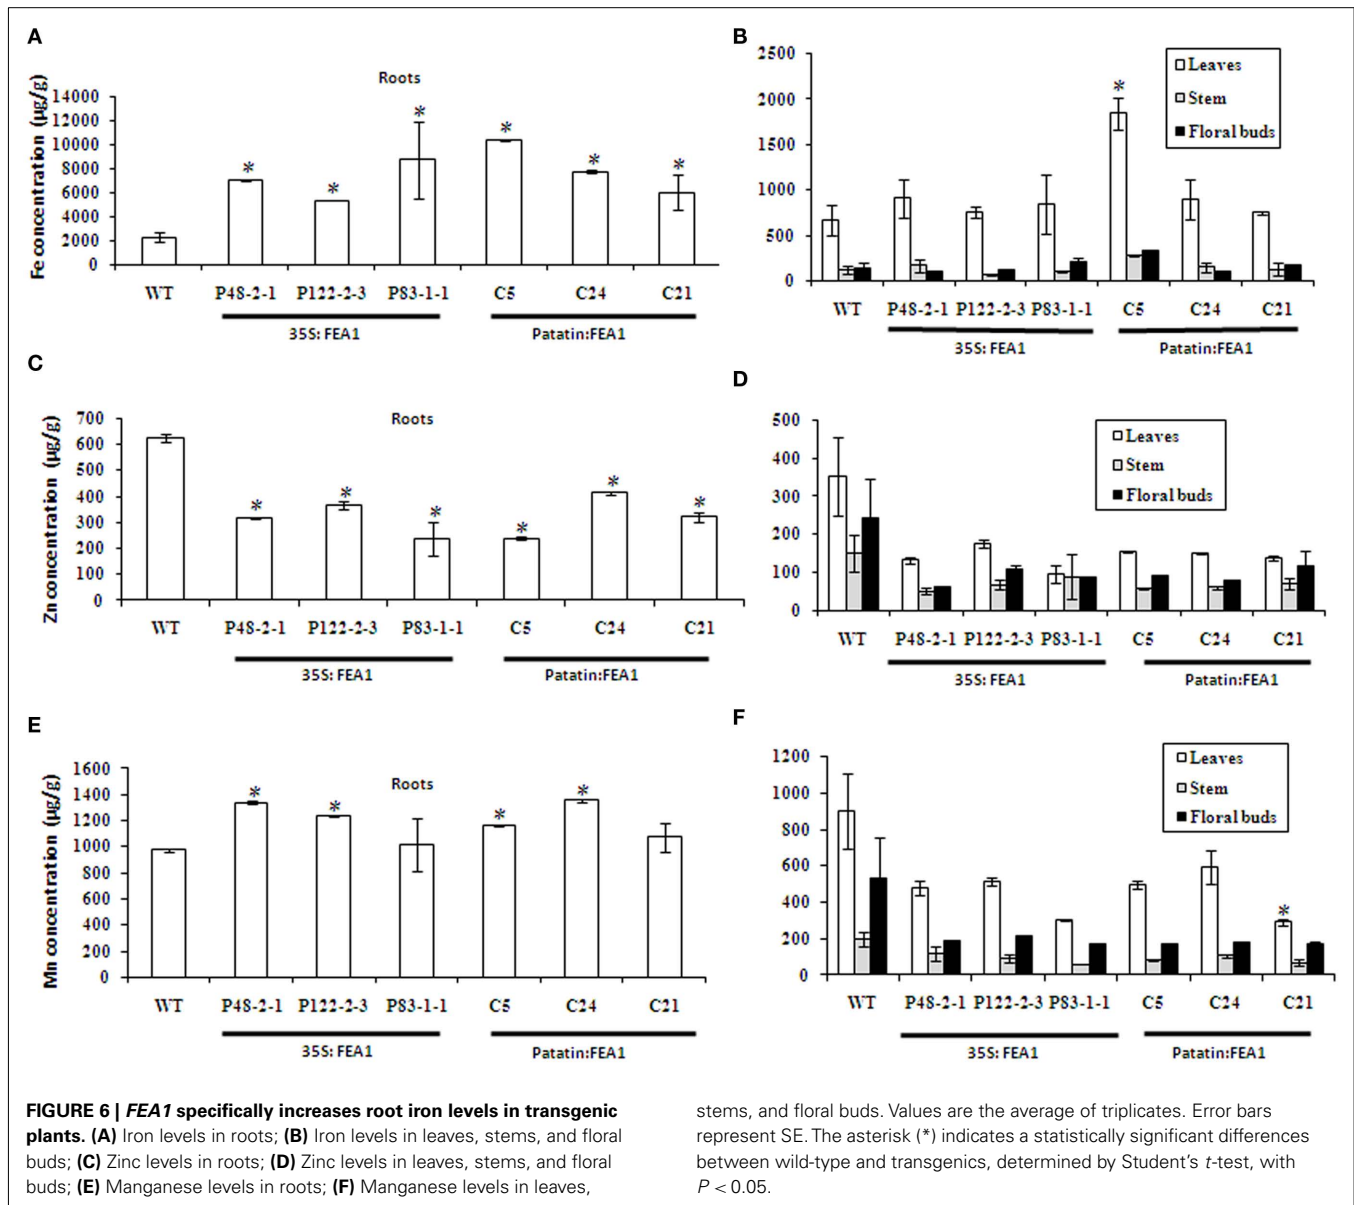 A
Roots
Fe concentration (µg/g)
14000
12000
10000
8000
6000
4000
2000
0
* * * * * *
WT P48-2-1 P122-2-3 P83-1-1 C5 C24 C21
35S: FEA1 Patatin:FEA1
B
2500
2000
1500
1000
500
0
Leaves
Stem
Floral buds
*
WT P48-2-1 P122-2-3 P83-1-1 C5 C24 C21
35S: FEA1 Patatin:FEA1
C
Roots
Zn concentration (µg/g)
700
600
500
400
300
200
100
0
* * * * * *
WT P48-2-1 P122-2-3 P83-1-1 C5 C24 C21
35S: FEA1 Patatin:FEA1
D
500
400
300
200
100
0
Leaves
Stem
Floral buds
WT P48-2-1 P122-2-3 P83-1-1 C5 C24 C21
35S: FEA1 Patatin:FEA1
E
Roots
Mn concentration (µg/g)
1600
1400
1200
1000
800
600
400
200
0
* * * *
WT P48-2-1 P122-2-3 P83-1-1 C5 C24 C21
35S: FEA1 Patatin:FEA1
F
1200
1000
800
600
400
200
0
Leaves
Stem
Floral buds
*
WT P48-2-1 P122-2-3 P83-1-1 C5 C24 C21
35S: FEA1 Patatin:FEA1
FIGURE 6 | FEA1 specifically increases root iron levels in transgenic
plants. (A) Iron levels in roots; (B) Iron levels in leaves, stems, and floral
buds; (C) Zinc levels in roots; (D) Zinc levels in leaves, stems, and floral
buds; (E) Manganese levels in roots; (F) Manganese levels in leaves,
stems, and floral buds. Values are the average of triplicates. Error bars
represent SE. The asterisk (*) indicates a statistically significant differences
between wild-type and transgenics, determined by Student's t-test, with
P < 0.05.